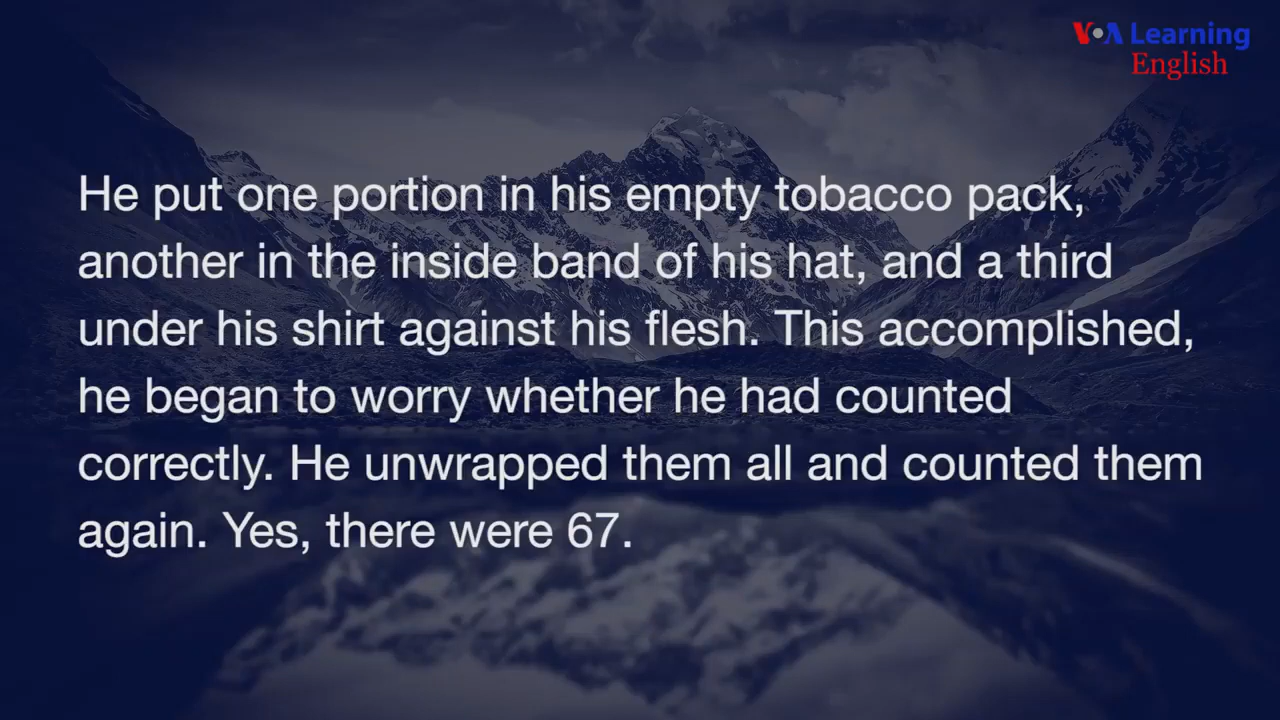 VOA Learning
English
He put one portion in his empty tobacco pack,
another in the inside band of his hat, and a third
under his shirt against his flesh. This accomplished,
he began to worry whether he had counted
correctly. He unwrapped them all and counted them
again. Yes, there were 67.